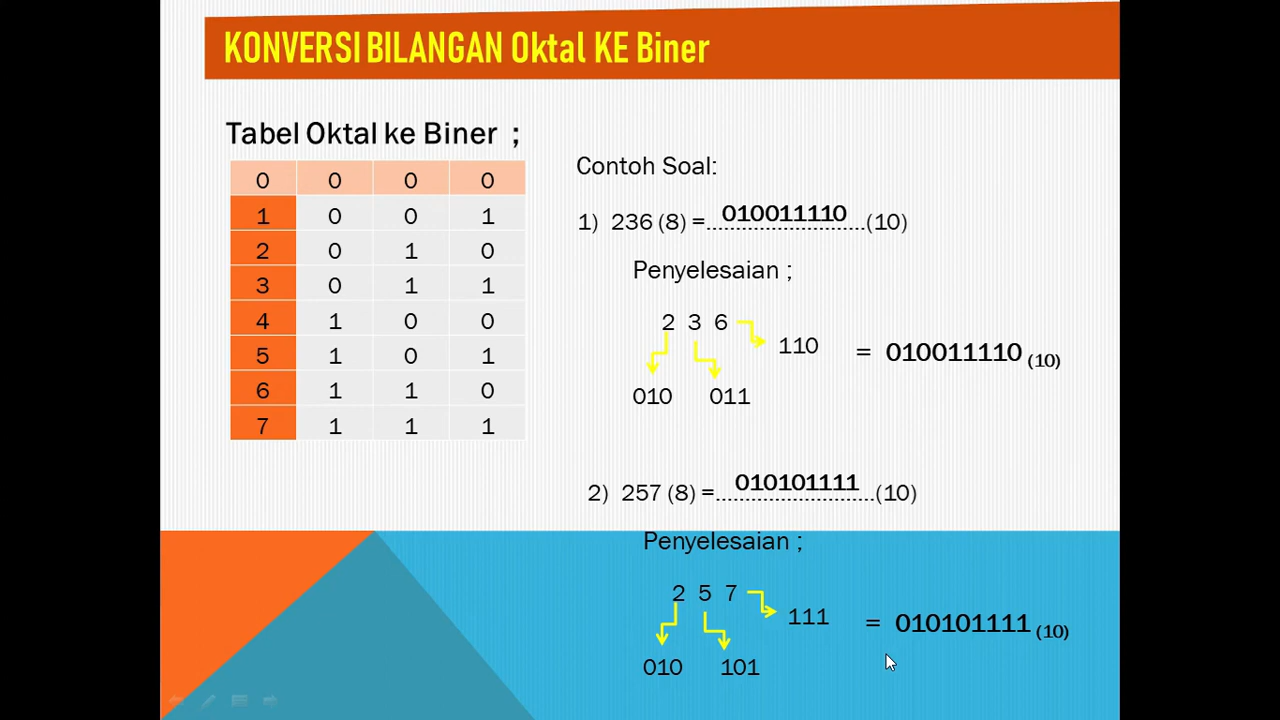 KONVERSI BILANGAN Oktal KE Biner
Tabel Oktal ke Biner ;
0 0 0 0
1 0 0 1
2 0 1 0
3 0 1 1
4 1 0 0
5 1 0 1
6 1 1 0
7 1 1 1
Contoh Soal:
1) 236 (8) =....010011110....(10)
Penyelesaian ;
2 3 6
110
= 010011110 (10)
010 011
2) 257 (8) =....010101111....(10)
Penyelesaian ;
2 5 7
111
= 010101111 (10)
010 101